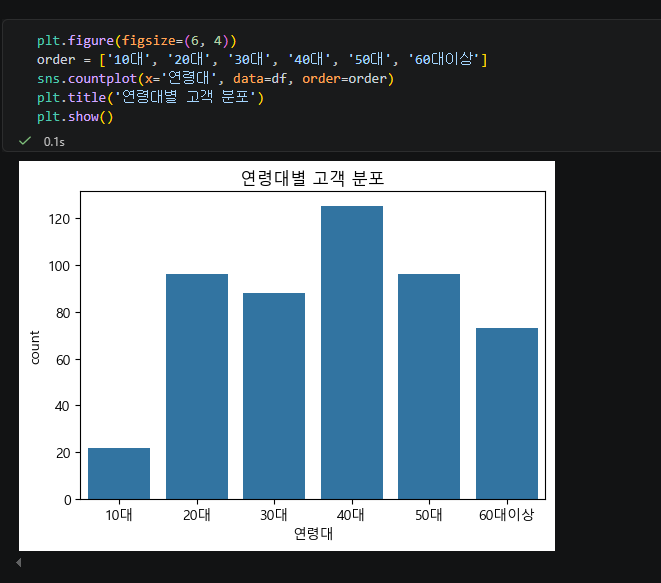 plt.figure(figsize=(6, 4))
order = ['10대', '20대', '30대', '40대', '50대', '60대이상']
sns.countplot(x='연령대', data=df, order=order)
plt.title('연령대별 고객 분포')
plt.show()
0.1s
연령대별 고객 분포
120
100
80
60
40
20
0
count
10대 20대 30대 40대 50대 60대이상
연령대